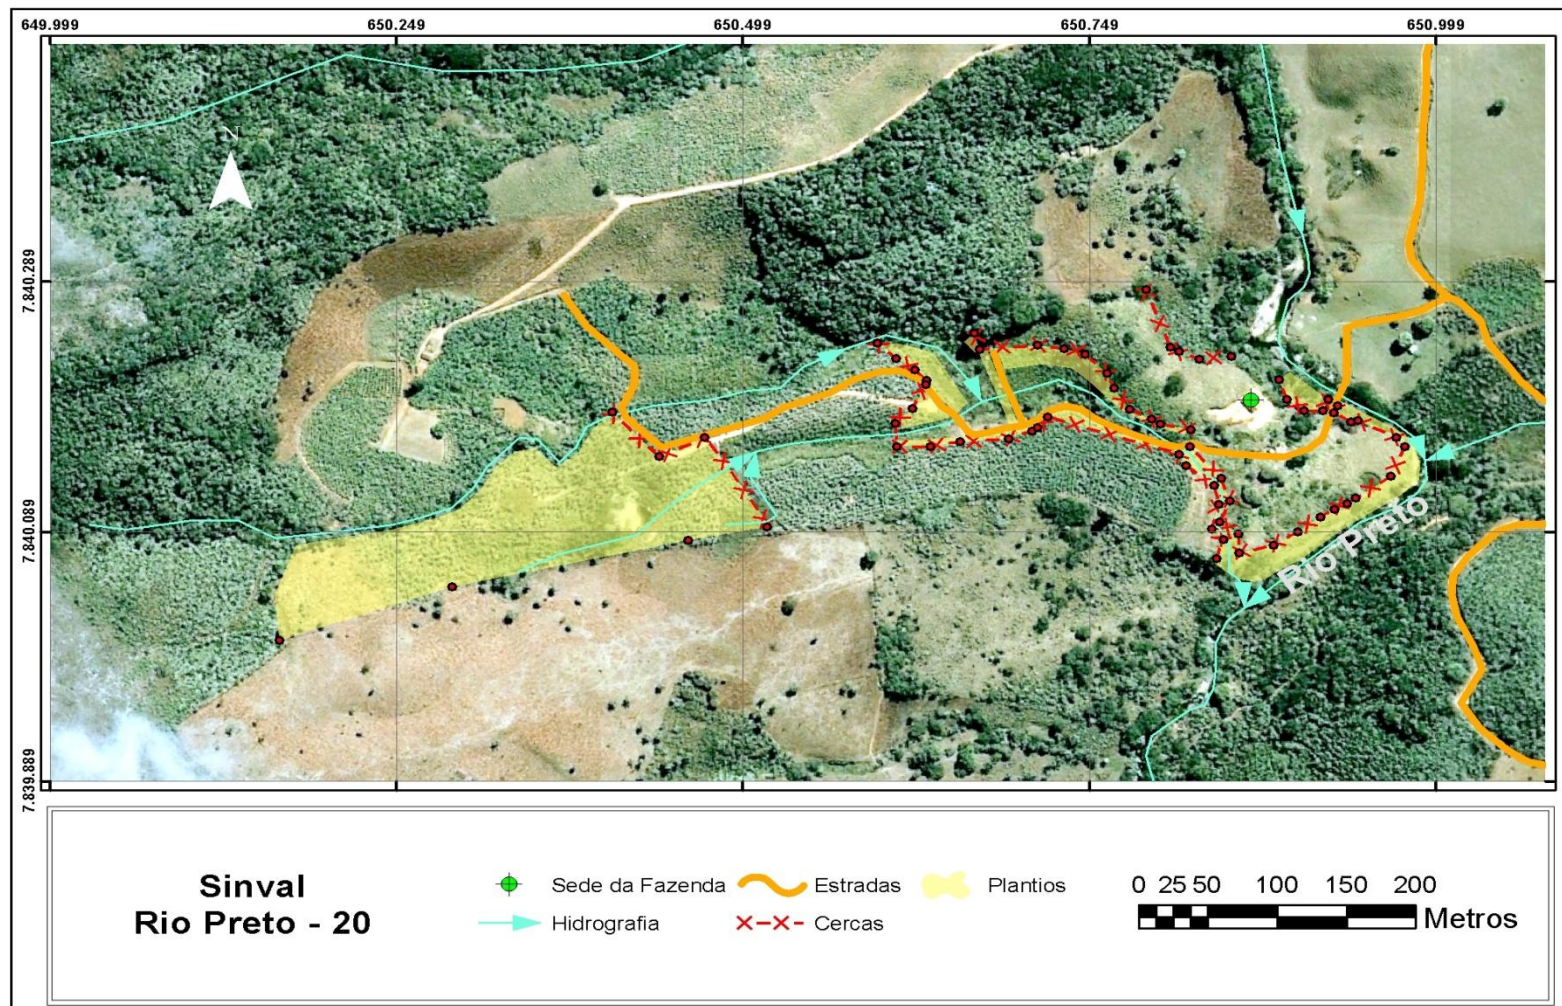 649.999 650.249 650.499 650.749 650.999
N
7.840.289
7.840.089
7.839.889
Rio Preto
Sinval
Rio Preto - 20
Sede da Fazenda
Estradas
Plantios
Hidrografia
Cercas
0 25 50 100 150 200
Metros